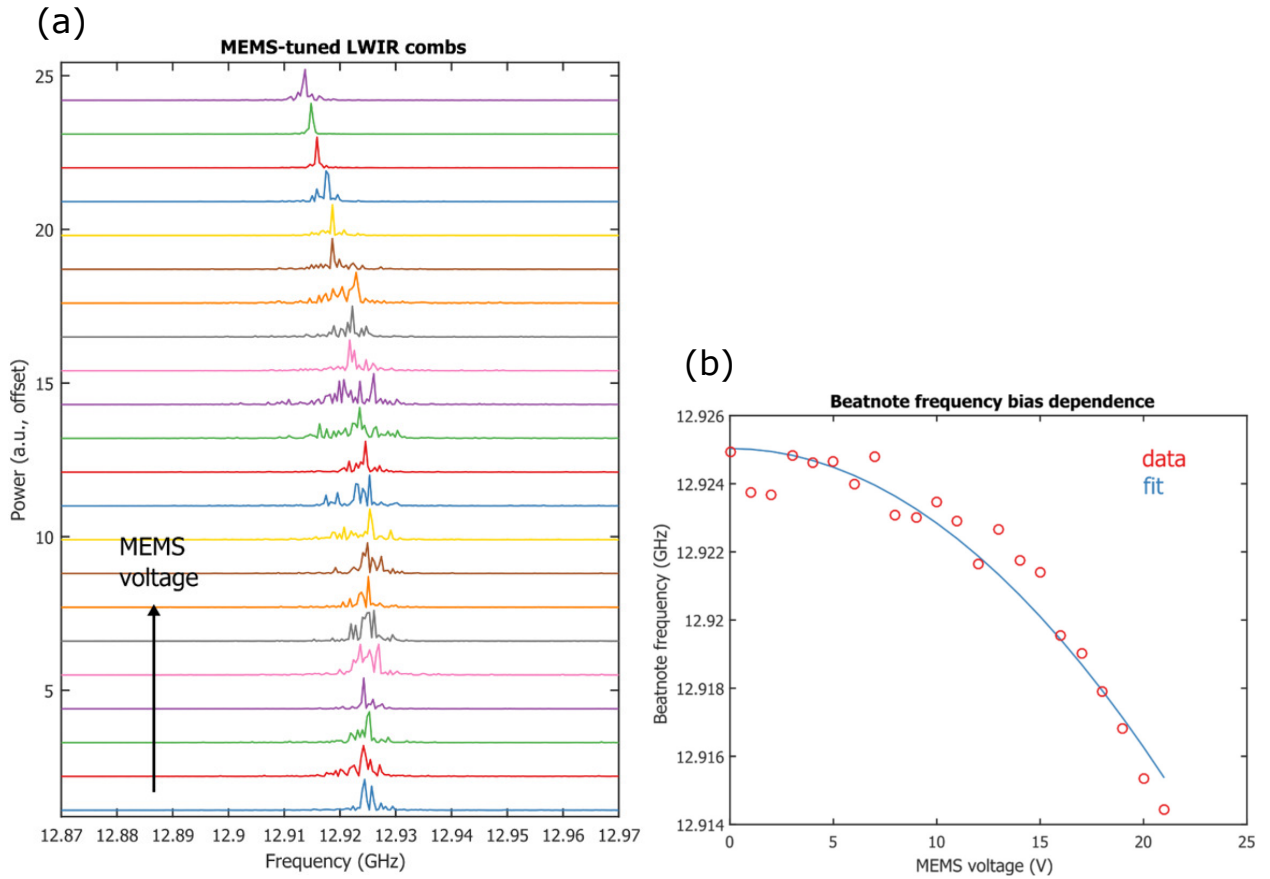 (a)
MEMS-tuned LWIR combs
25
20
15
10
5
Power (a.u., offset)
MEMS
voltage
12.87 12.88 12.89 12.9 12.91 12.92 12.93 12.94 12.95 12.96 12.97
Frequency (GHz)
(b)
Beatnote frequency bias dependence
12.926
12.924
12.922
12.92
12.918
12.916
12.914
Beatnote frequency (GHz)
data
fit
0 5 10 15 20 25
MEMS voltage (V)